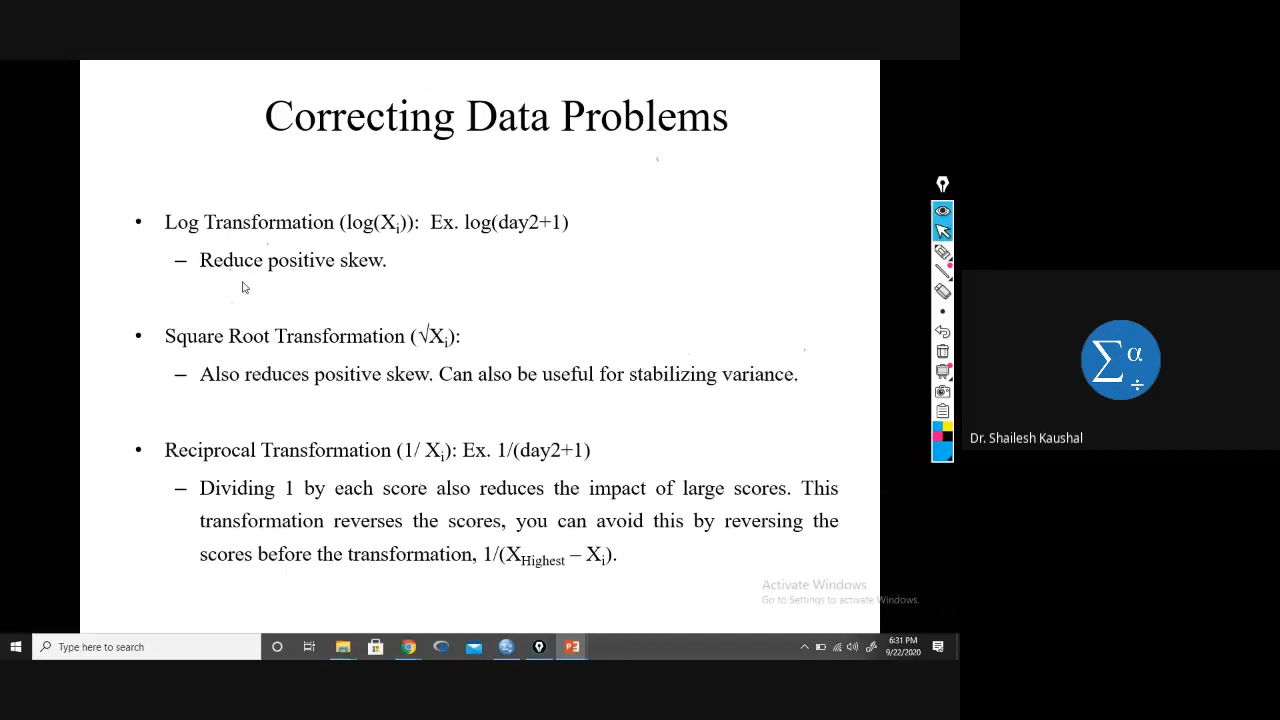 Correcting Data Problems
• Log Transformation (log(Xi)): Ex. log(day2+1)
– Reduce positive skew.
• Square Root Transformation (√Xi):
– Also reduces positive skew. Can also be useful for stabilizing variance.
• Reciprocal Transformation (1/ Xi): Ex. 1/(day2+1)
– Dividing 1 by each score also reduces the impact of large scores. This
transformation reverses the scores, you can avoid this by reversing the
scores before the transformation, 1/(XHighest – Xi).
Activate Windows
Go to Settings to activate Windows.
Σ α ÷
Dr. Shailesh Kaushal
Type here to search
6:31 PM
9/22/2020